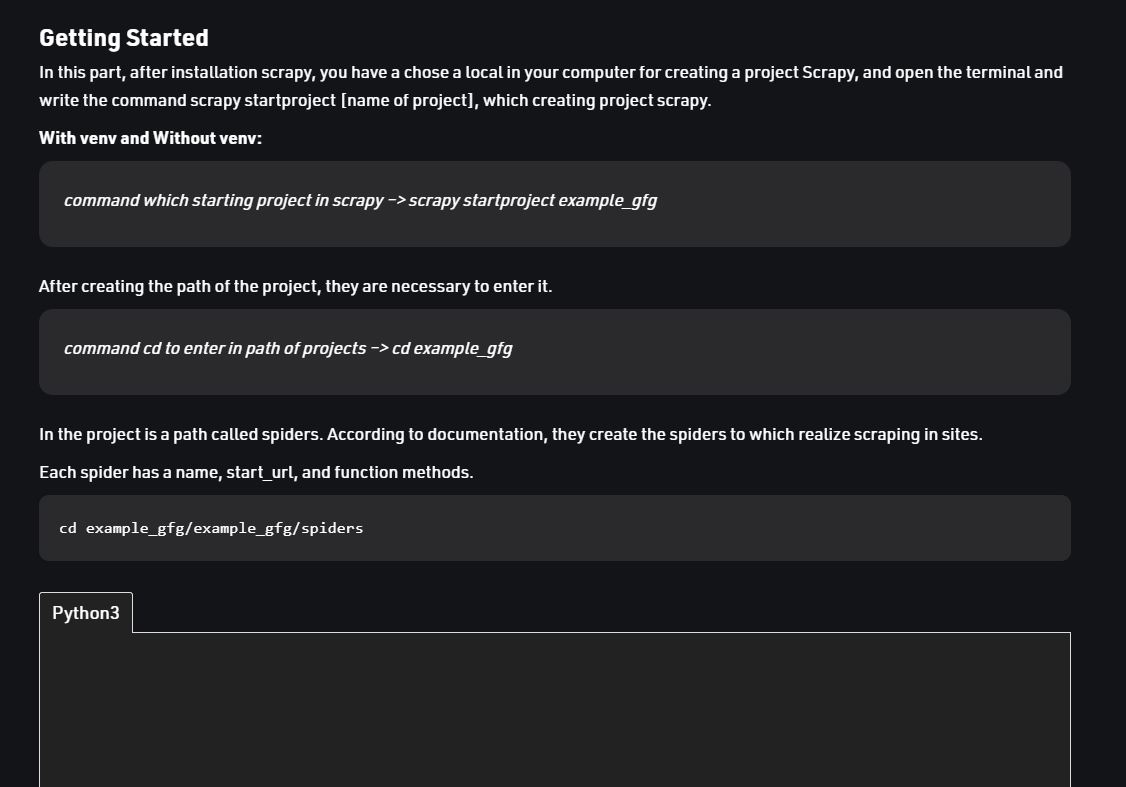 Getting Started
In this part, after installation scrapy, you have a chose a local in your computer for creating a project Scrapy, and open the terminal and
write the command scrapy startproject [name of project], which creating project scrapy.
With venv and Without venv:
command which starting project in scrapy –> scrapy startproject example_gfg
After creating the path of the project, they are necessary to enter it.
command cd to enter in path of projects –> cd example_gfg
In the project is a path called spiders. According to documentation, they create the spiders to which realize scraping in sites.
Each spider has a name, start_url, and function methods.
cd example_gfg/example_gfg/spiders
Python3